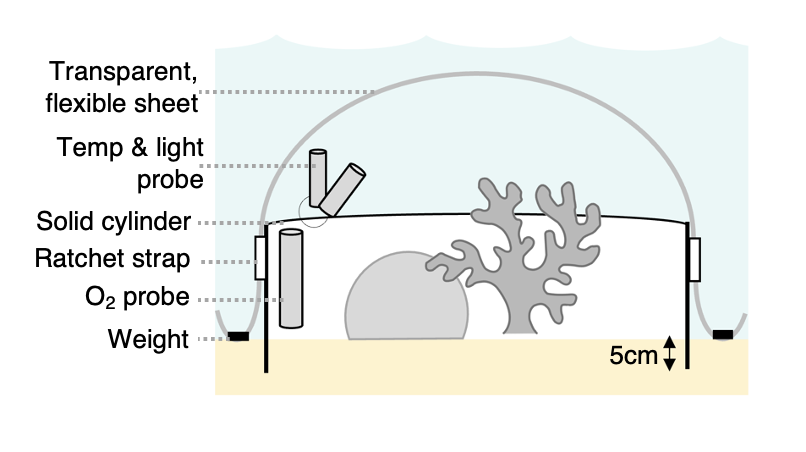 Transparent,
flexible sheet
Temp & light
probe
Solid cylinder
Ratchet strap
O₂ probe
Weight
5cm